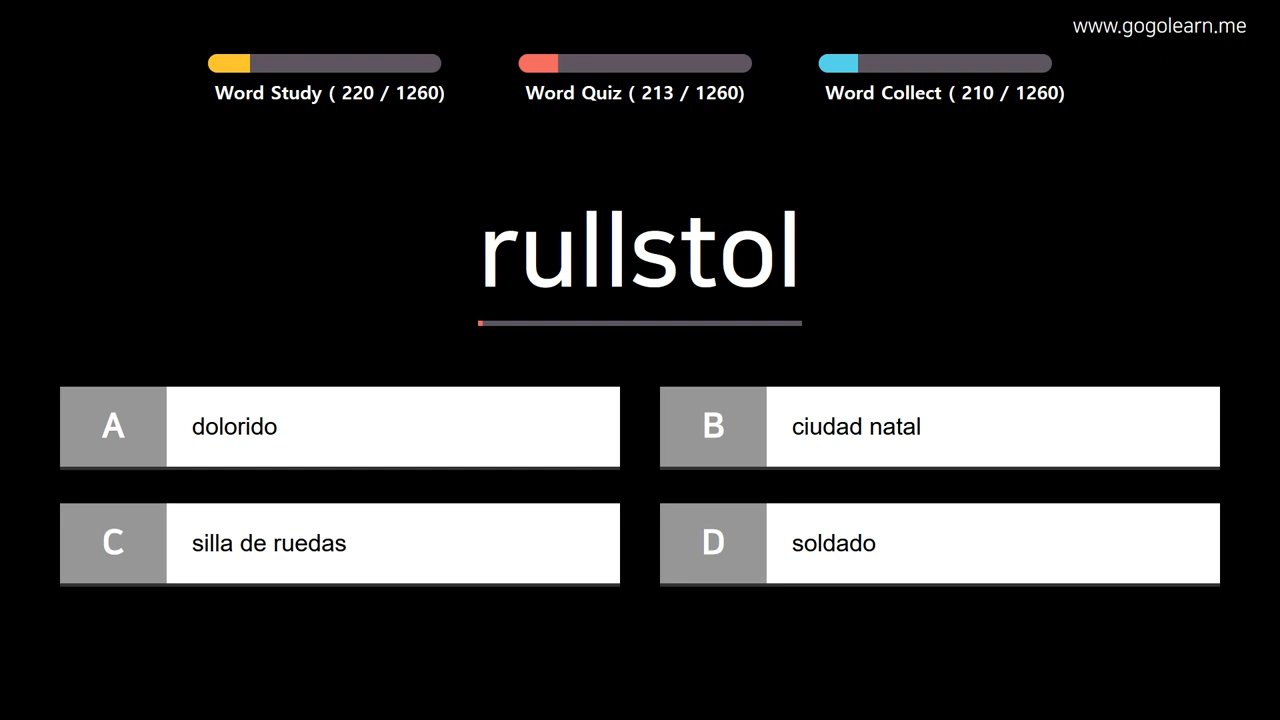 www.gogolearn.me
Word Study ( 220 / 1260)
Word Quiz ( 213 / 1260)
Word Collect ( 210 / 1260)
rullstol
A dolorido
B ciudad natal
C silla de ruedas
D soldado